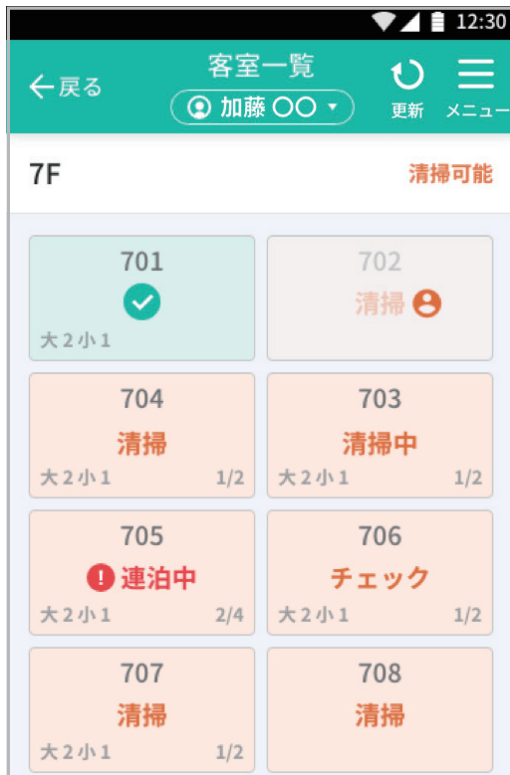 12:30
戻る
客室一覧
加藤 〇〇
更新
メニュー
7F
清掃可能
701
大2小1
702
清掃
704
清掃
大2小1 1/2
703
清掃中
大2小1 1/2
705
連泊中
大2小1 2/4
706
チェック
大2小1 1/2
707
清掃
大2小1 1/2
708
清掃